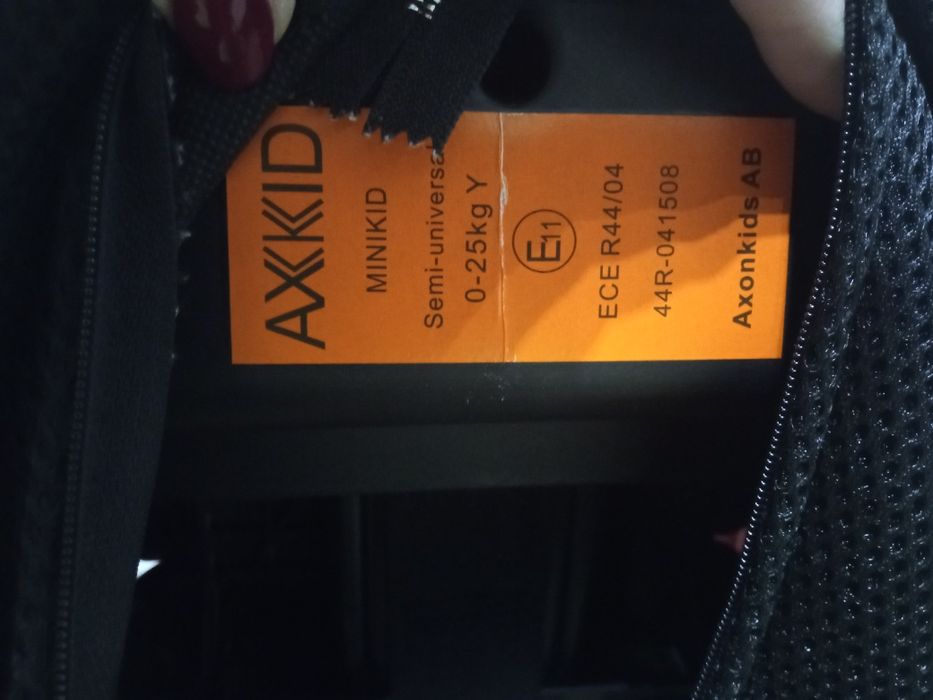 AXKID
MINIKID
Semi-universal
0-25kg Y
E11
ECE R44/04
44R-041508
Axonkids AB